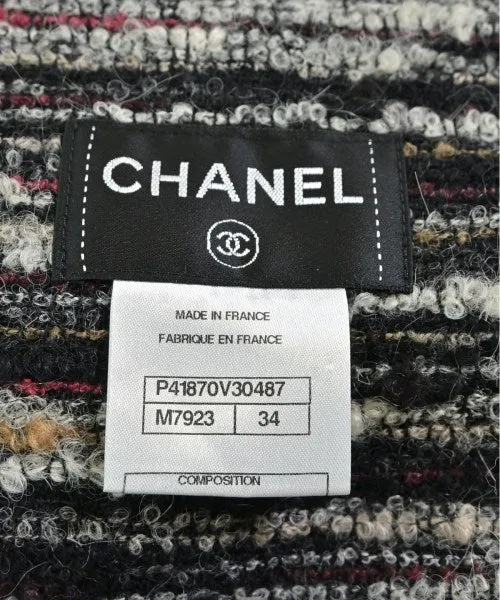 CHANEL
MADE IN FRANCE
FABRIQUE EN FRANCE
P41870V30487
M7923 34
COMPOSITION